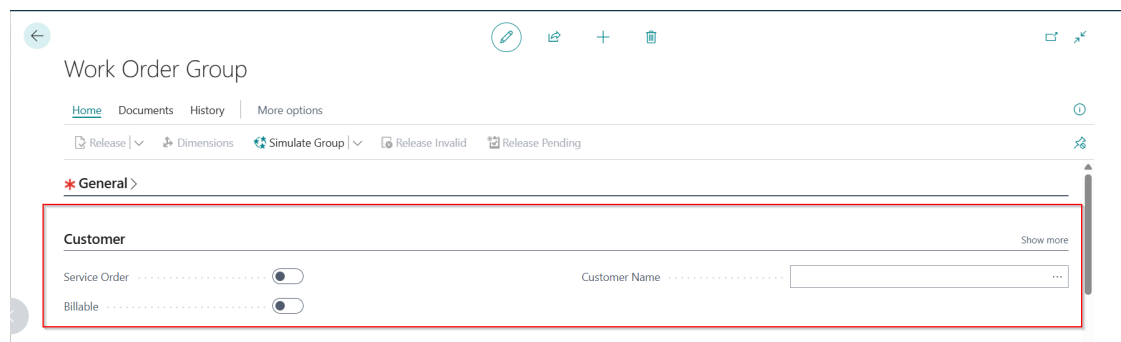 Work Order Group
Home Documents History More options
Release Dimensions Simulate Group Release Invalid Release Pending
* General >
Customer Show more
Service Order Customer Name
Billable